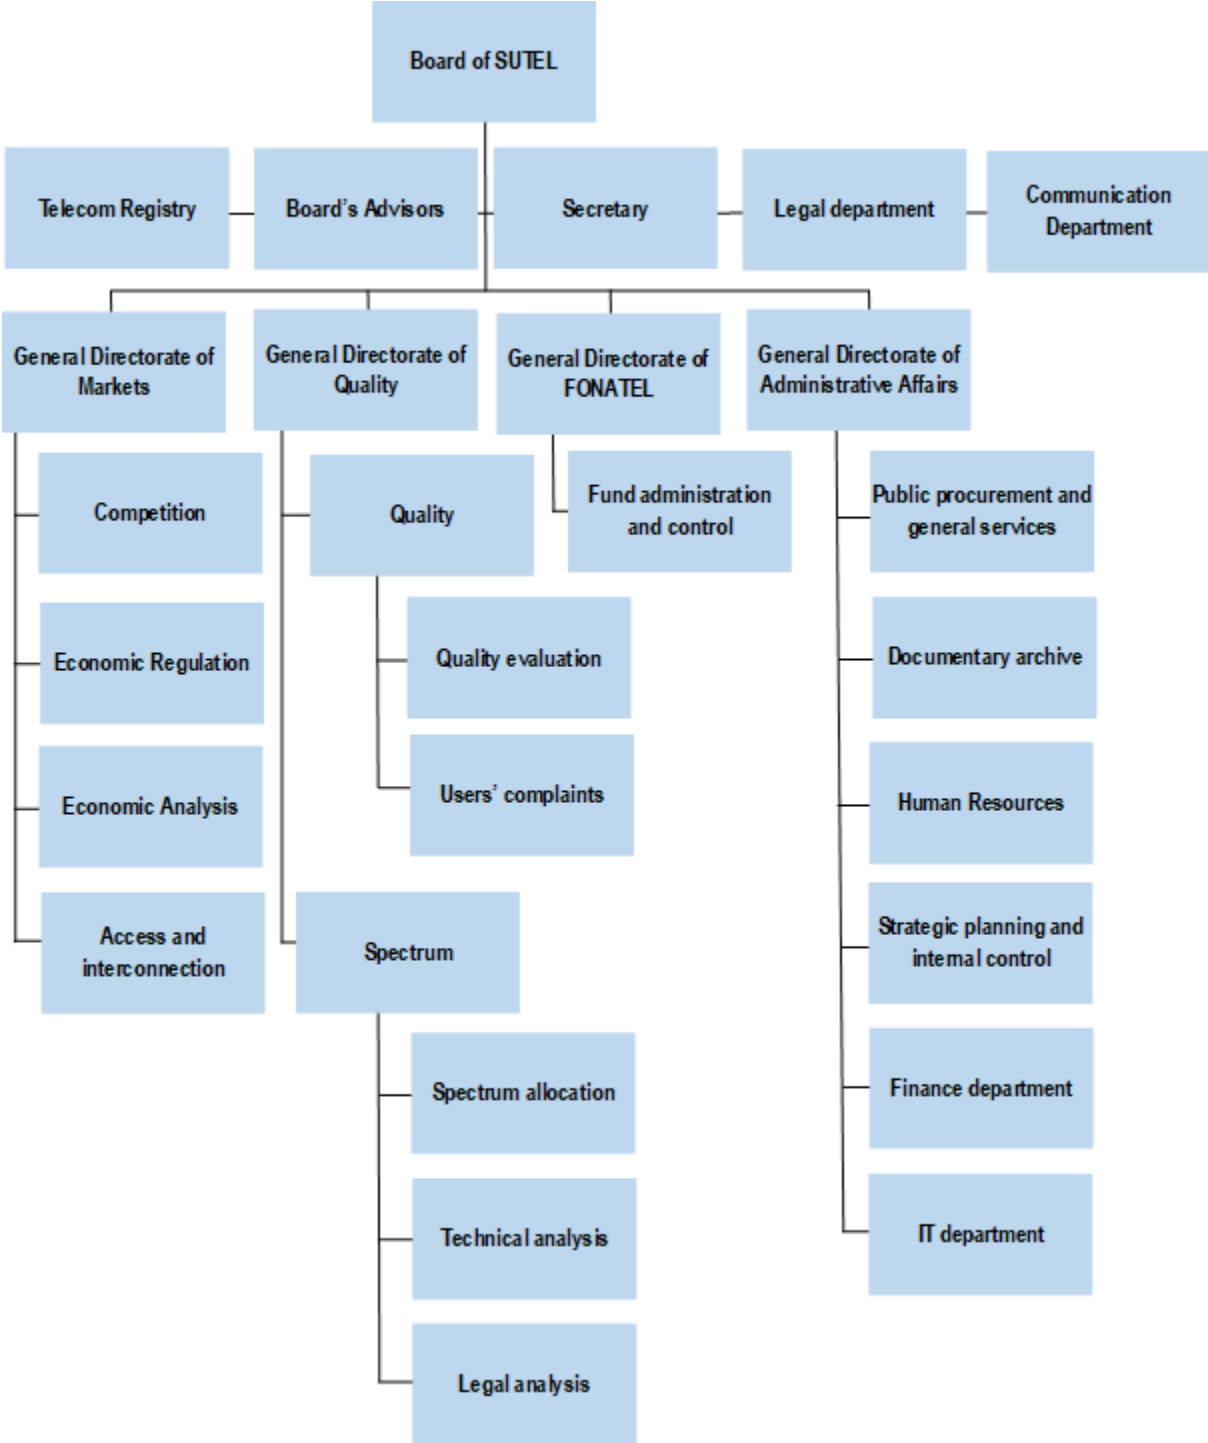 Board of SUTEL
Telecom Registry
Board's Advisors
Secretary
Legal department
Communication
Department
General Directorate of
Markets
General Directorate of
Quality
General Directorate of
FONATEL
General Directorate of
Administrative Affairs
Competition
Economic Regulation
Economic Analysis
Access and
interconnection
Quality
Quality evaluation
Users' complaints
Spectrum
Spectrum allocation
Technical analysis
Legal analysis
Fund administration
and control
Public procurement and
general services
Documentary archive
Human Resources
Strategic planning and
internal control
Finance department
IT department